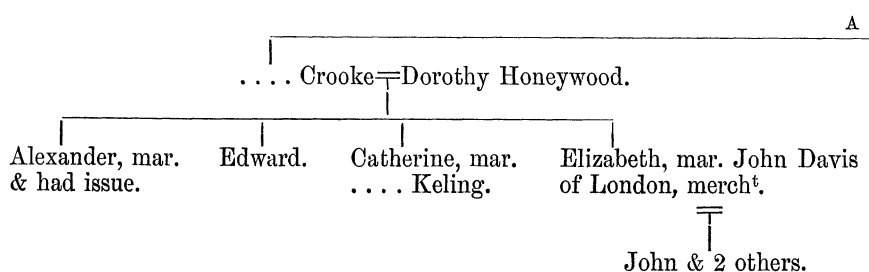 A
. . . . Crooke=Dorothy Honeywood.
Alexander, mar. Edward. Catherine, mar. Elizabeth, mar. John Davis
& had issue. . . . . Keling. of London, mercht.
John & 2 others.